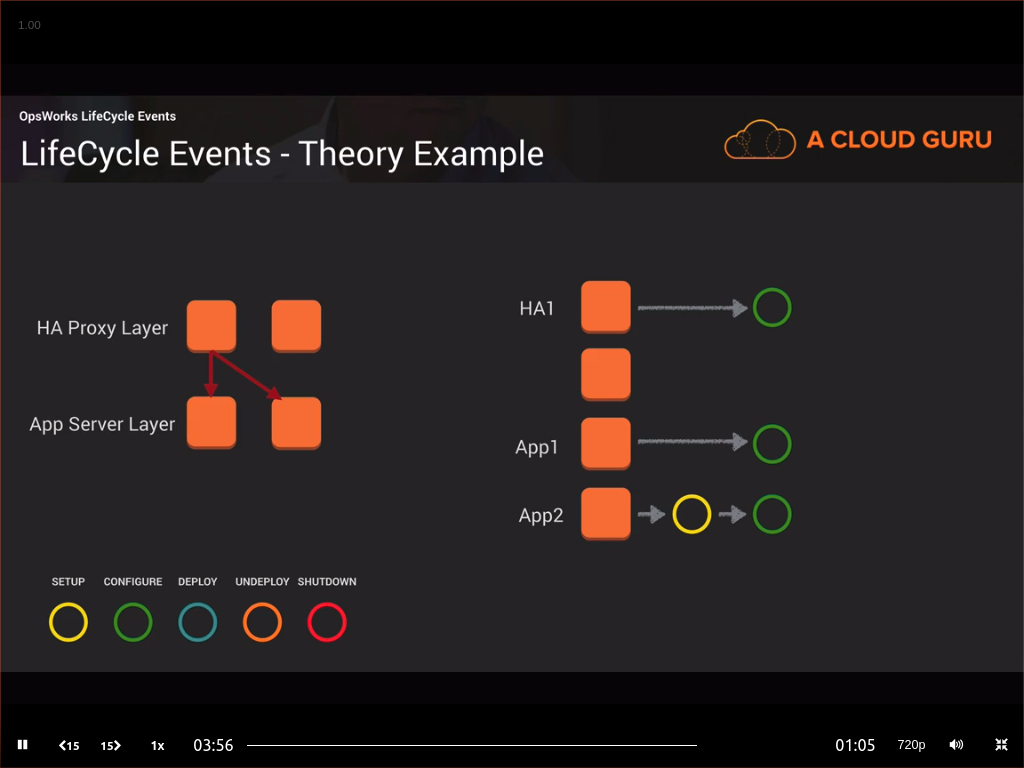 1.00
OpsWorks LifeCycle Events
LifeCycle Events - Theory Example
A CLOUD GURU
HA Proxy Layer
App Server Layer
HA1
App1
App2
SETUP CONFIGURE DEPLOY UNDEPLOY SHUTDOWN
15 15 1x 03:56 01:05 720p